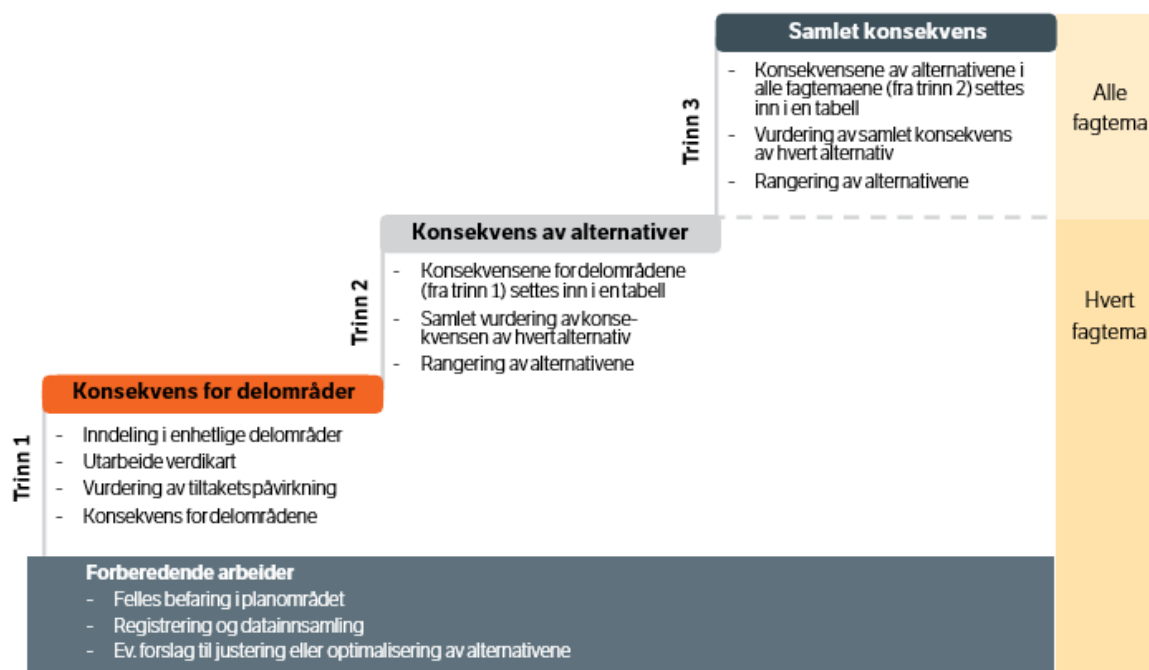 Samlet konsekvens
- Konsekvensene av alternativene i
alle fagtemaene (fra trinn 2) settes
inn i en tabell
- Vurdering av samlet konsekvens
av hvert alternativ
- Rangering av alternativene
Trinn 3
Alle
fagtema
Konsekvens av alternativer
- Konsekvensene for delområdene
(fra trinn 1) settes inn i en tabell
- Samlet vurdering av konse-
kvensen av hvert alternativ
- Rangering av alternativene
Trinn 2
Hvert
fagtema
Konsekvens for delområder
- Inndeling i enhetlige delområder
- Utarbeide verdikart
- Vurdering av tiltakets påvirkning
- Konsekvens for delområdene
Trinn 1
Forberedende arbeider
- Felles befaring i planområdet
- Registrering og datainnsamling
- Ev. forslag til justering eller optimalisering av alternativene